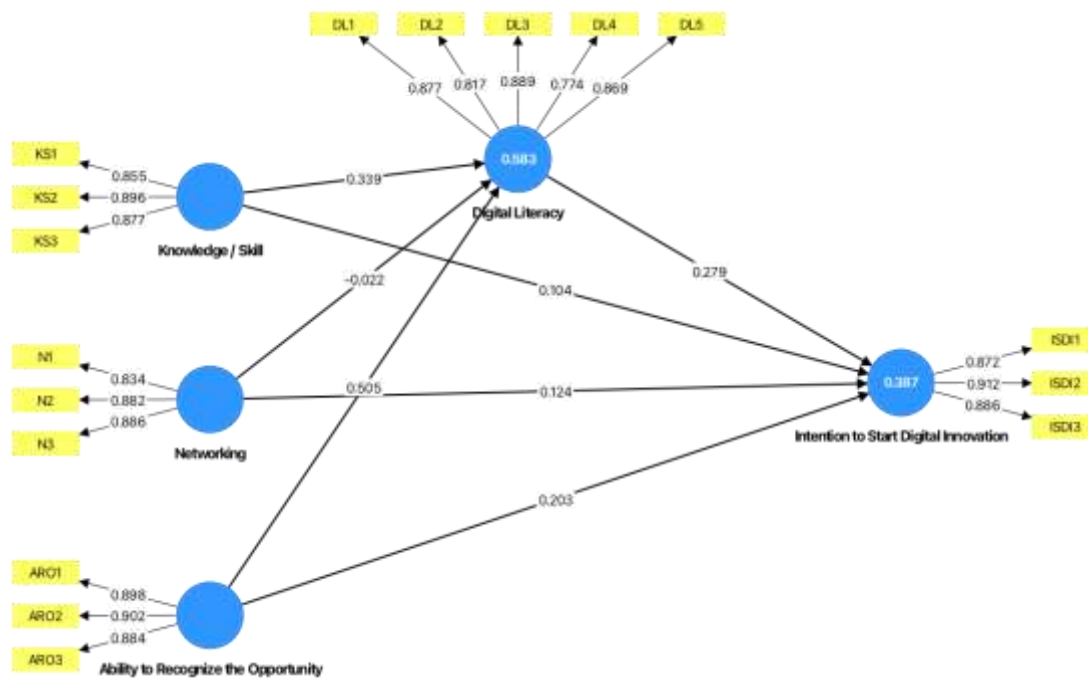 DL1 DL2 DL3 DL4 DL5
0.877 0.817 0.889 0.774 0.869
KS1
KS2
KS3
0.855
0.896
0.877
Knowledge / Skill
0.339
0.583
Digital Literacy
-0.022
0.104
0.279
N1
N2
N3
0.834
0.882
0.886
Networking
0.505
0.124
0.387
Intention to Start Digital Innovation
0.872
0.912
0.886
ISDI1
ISDI2
ISDI3
0.203
ARO1
ARO2
ARO3
0.898
0.902
0.884
Ability to Recognize the Opportunity